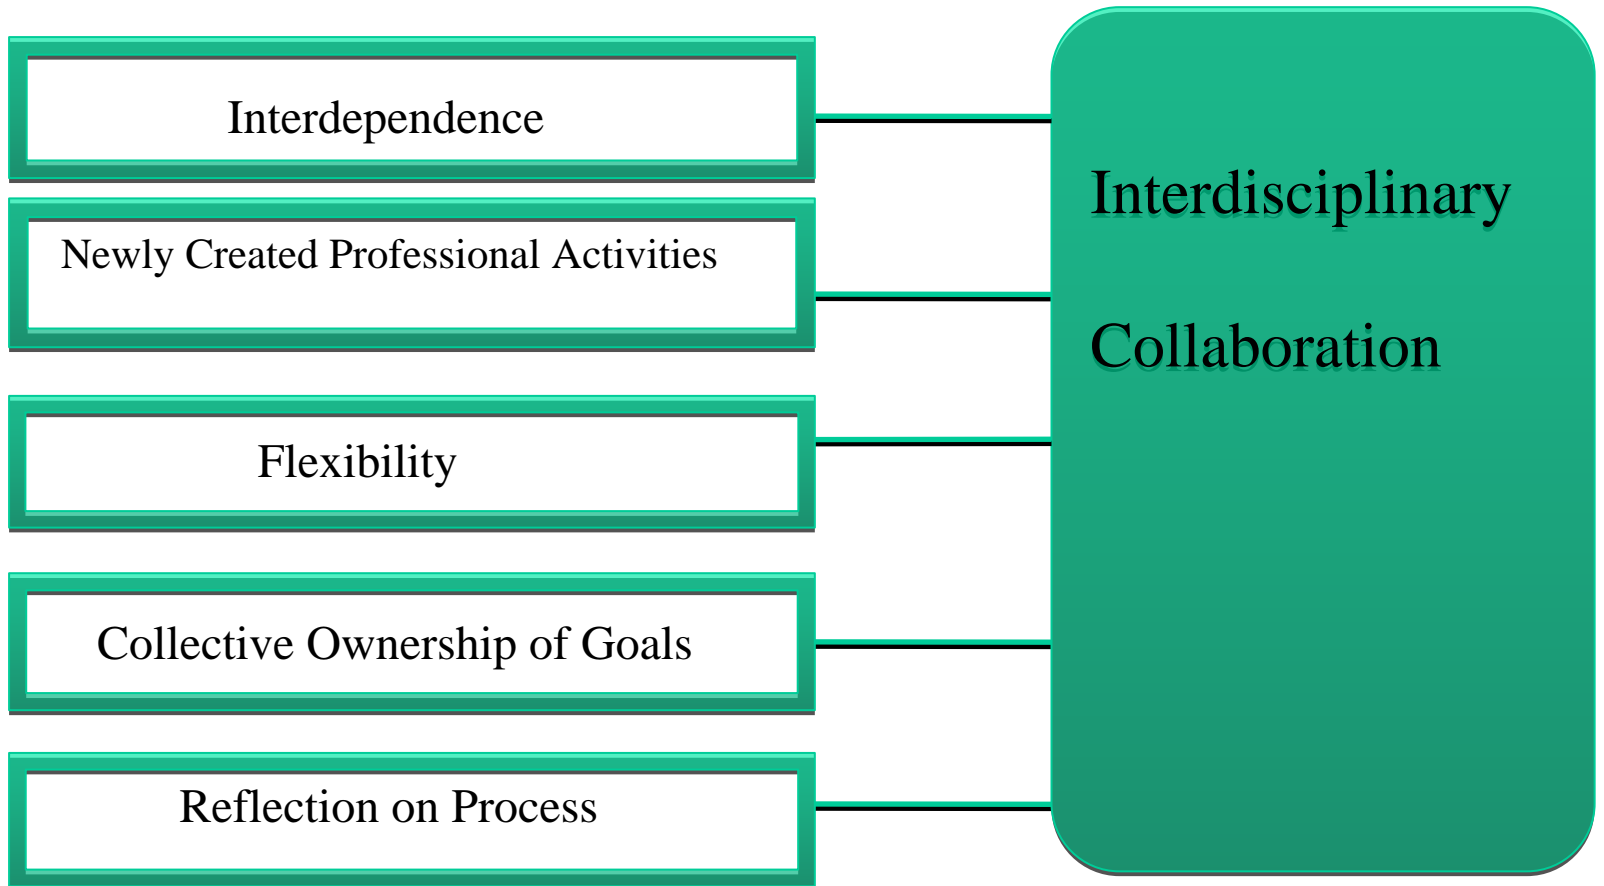 Interdependence
Newly Created Professional Activities
Flexibility
Collective Ownership of Goals
Reflection on Process
Interdisciplinary
Collaboration